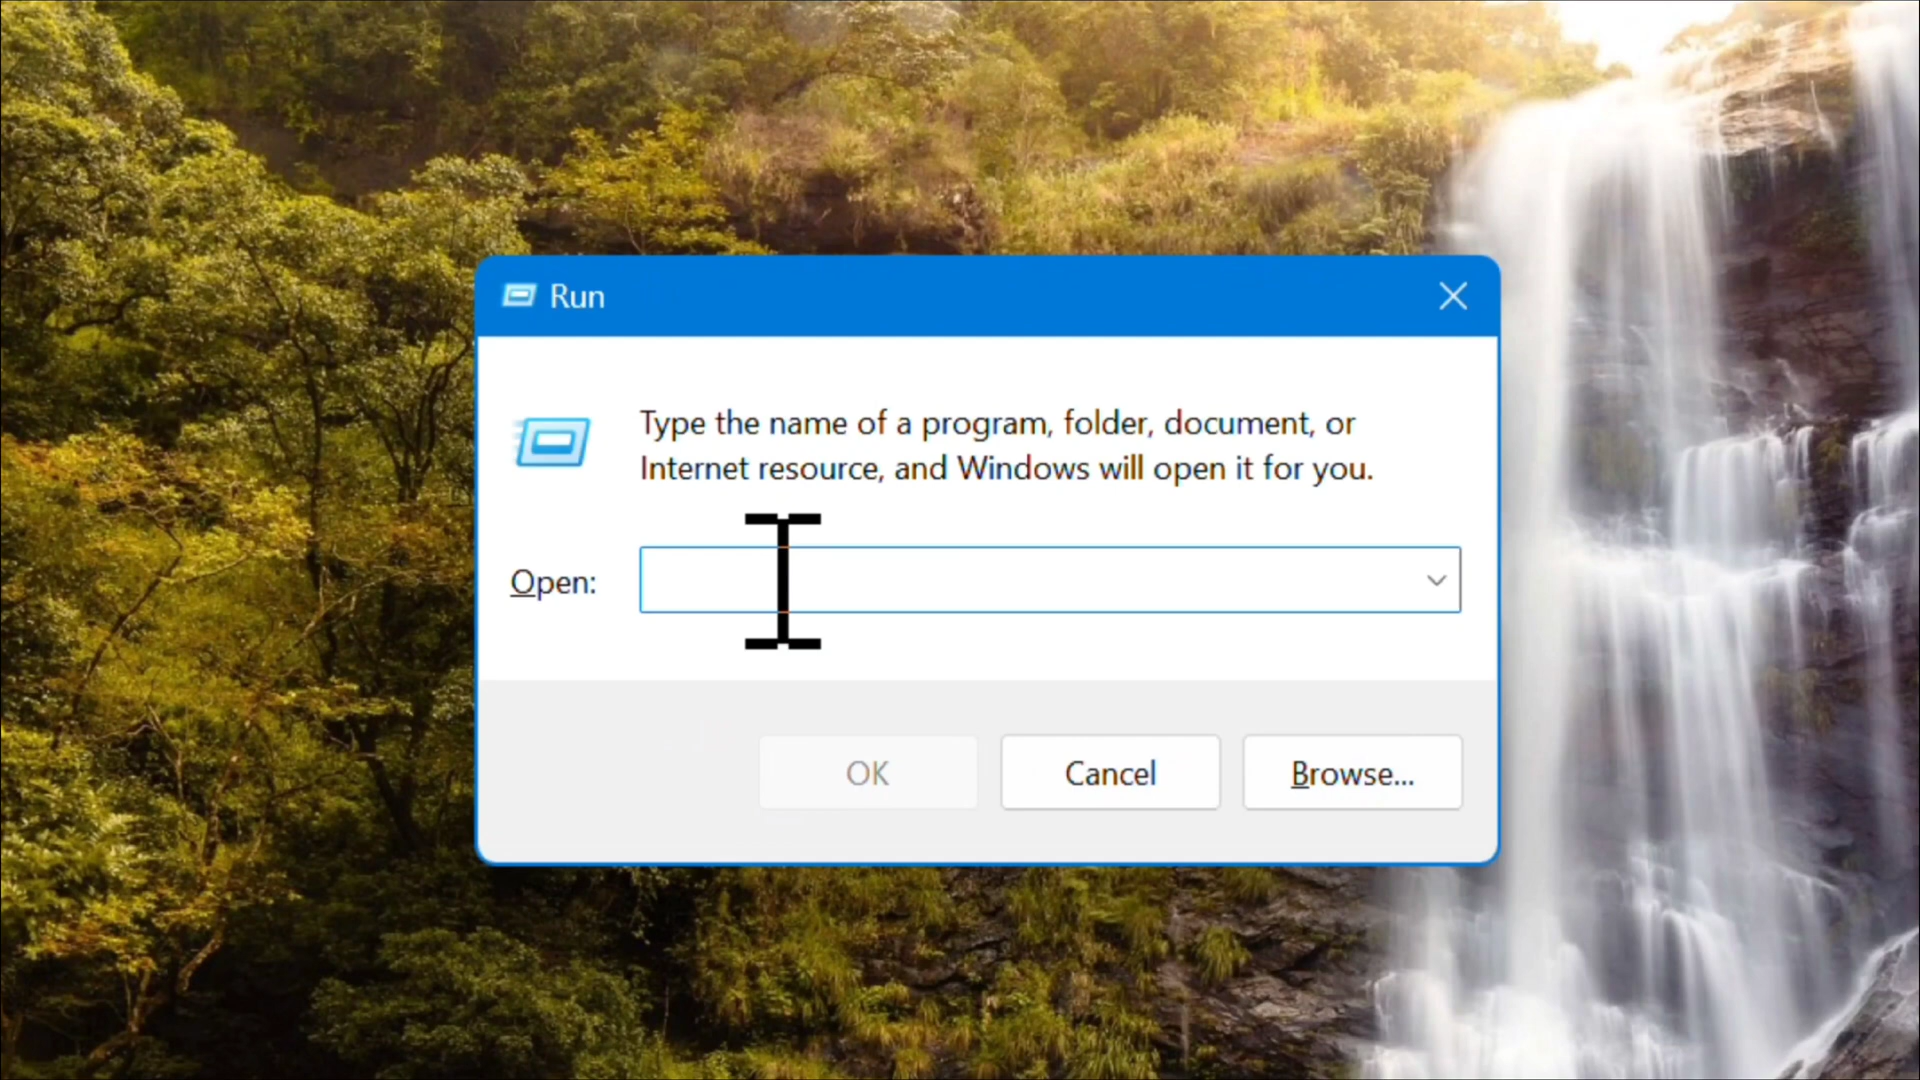 Run
Type the name of a program, folder, document, or
Internet resource, and Windows will open it for you.
Open:
OK
Cancel
Browse...